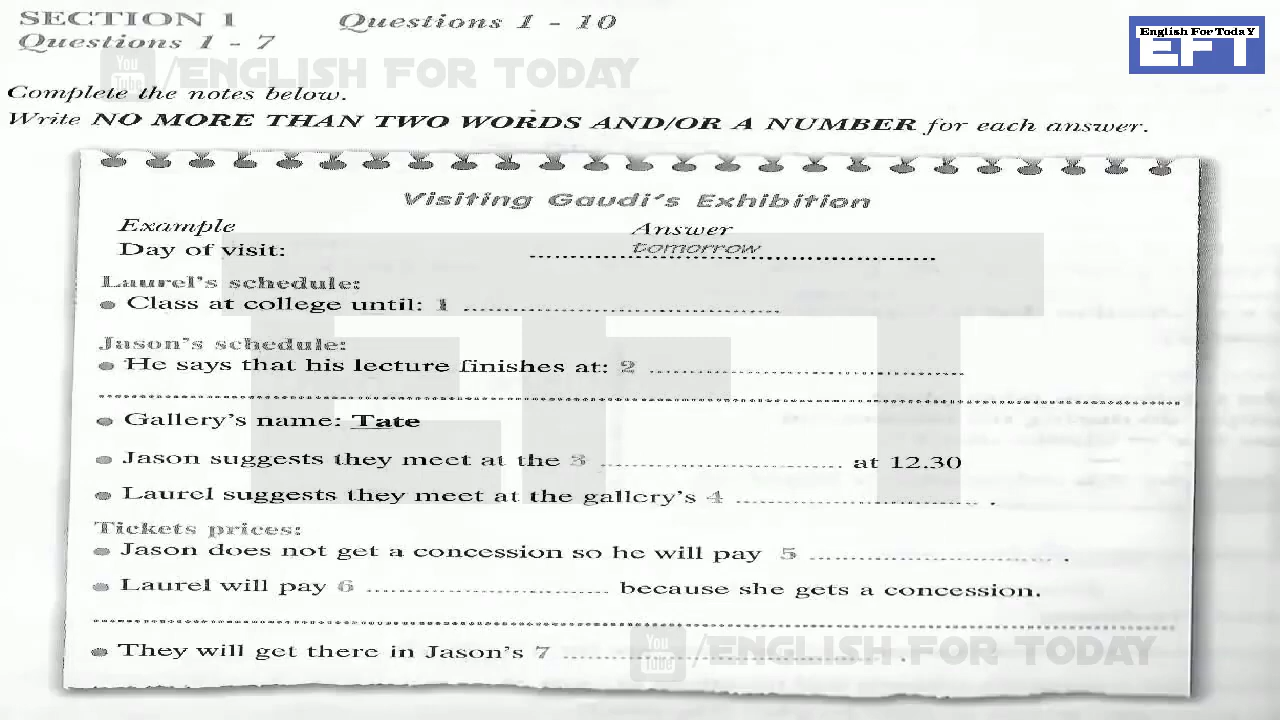 SECTION 1 Questions 1 - 10
Questions 1 - 7
English For TodaY
EFT
You Tube /ENGLISH FOR TODAY
Complete the notes below.
Write NO MORE THAN TWO WORDS AND/OR A NUMBER for each answer.
Visiting Gaudi's Exhibition
Example Answer
Day of visit: tomorrow
Laurel's schedule:
Class at college until: 1
Jason's schedule:
He says that his lecture finishes at: 2
EFT
Gallery's name: Tate
Jason suggests they meet at the 3 at 12.30
Laurel suggests they meet at the gallery's 4 .
Tickets prices:
Jason does not get a concession so he will pay 5 .
Laurel will pay 6 because she gets a concession.
They will get there in Jason's 7 .
You Tube /ENGLISH FOR TODAY